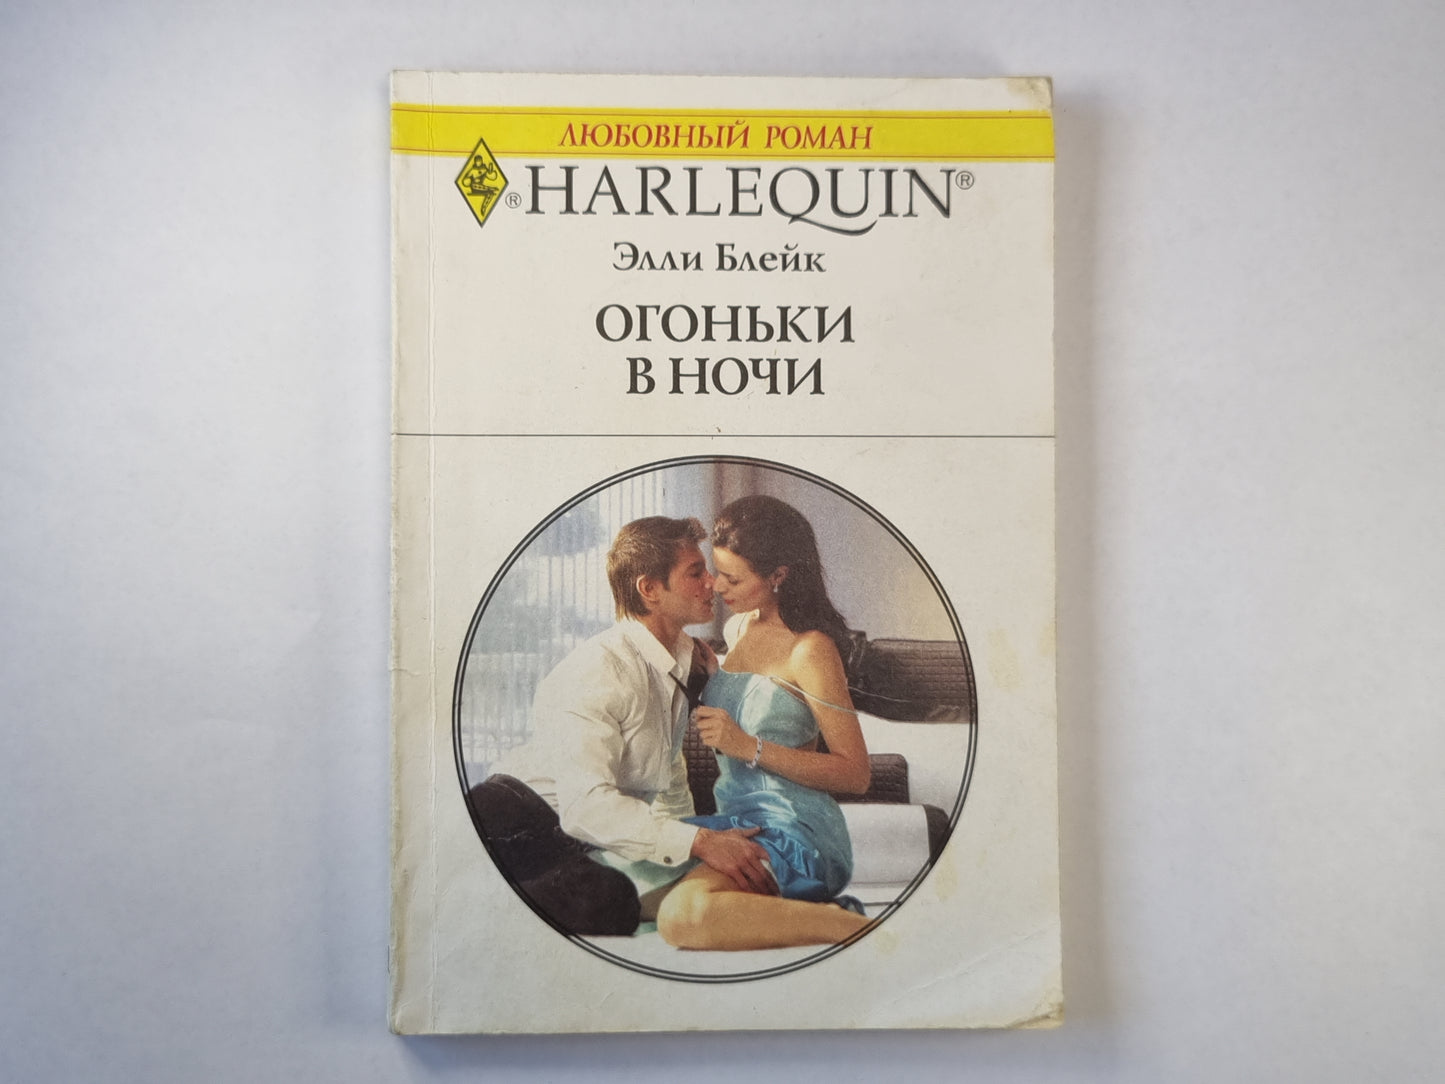 ЛЮБОВНЫЙ РОМАН
® HARLEQUIN®
Элли Блейк
ОГОНЬКИ
В НОЧИ